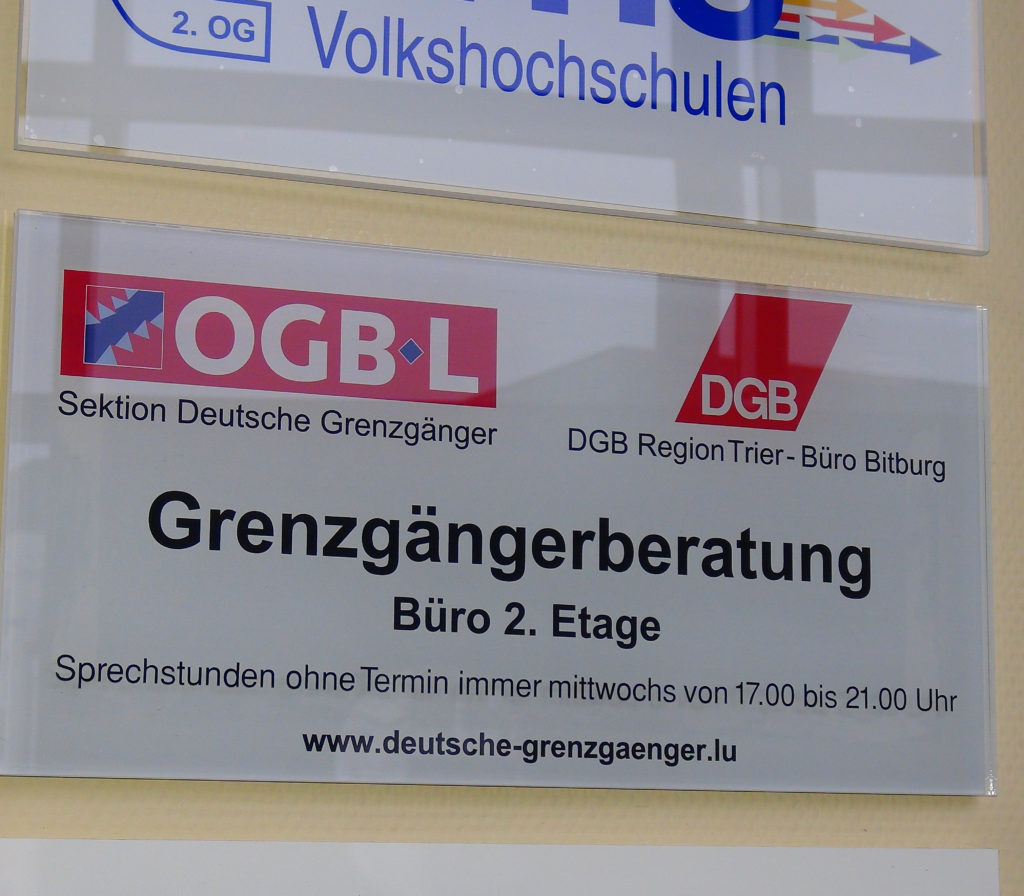 2. OG
Volkshochschulen
OGB·L
Sektion Deutsche Grenzgänger
DGB
DGB Region Trier - Büro Bitburg
Grenzgängerberatung
Büro 2. Etage
Sprechstunden ohne Termin immer mittwochs von 17.00 bis 21.00 Uhr
www.deutsche-grenzgaenger.lu